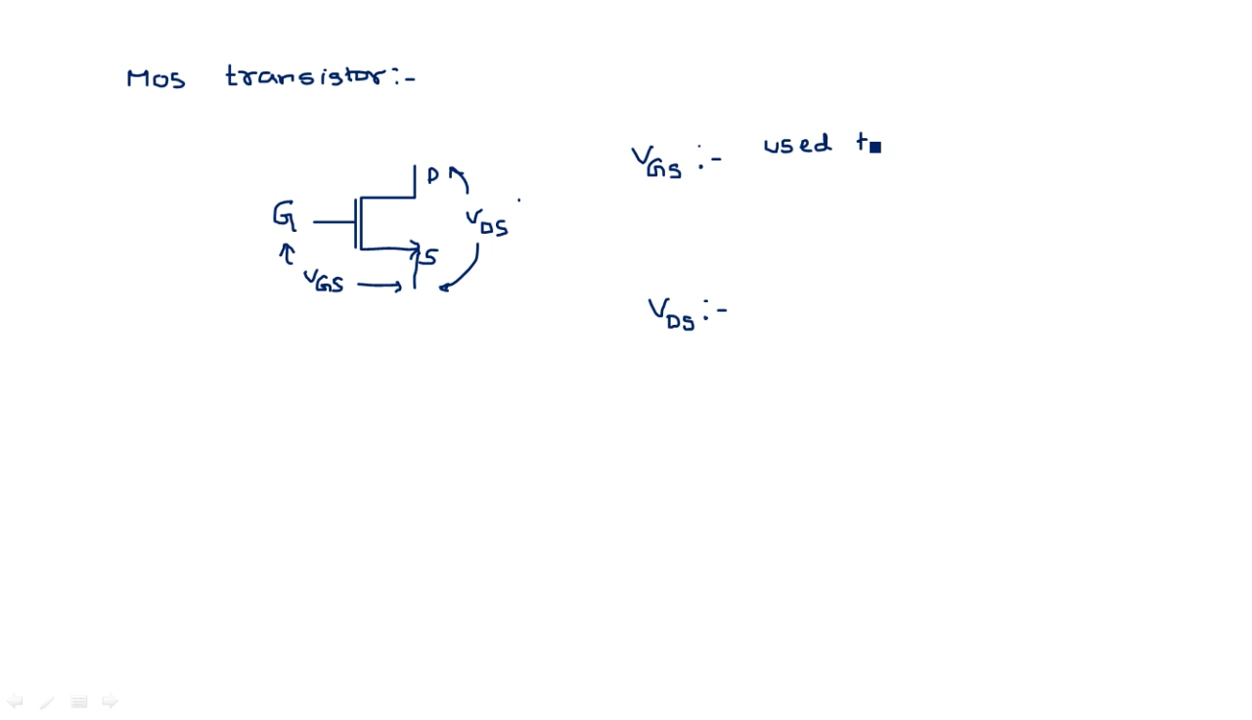 Mos transistor:-
VGS :- used t
D
G
VDS
S
VGS
VDS :-